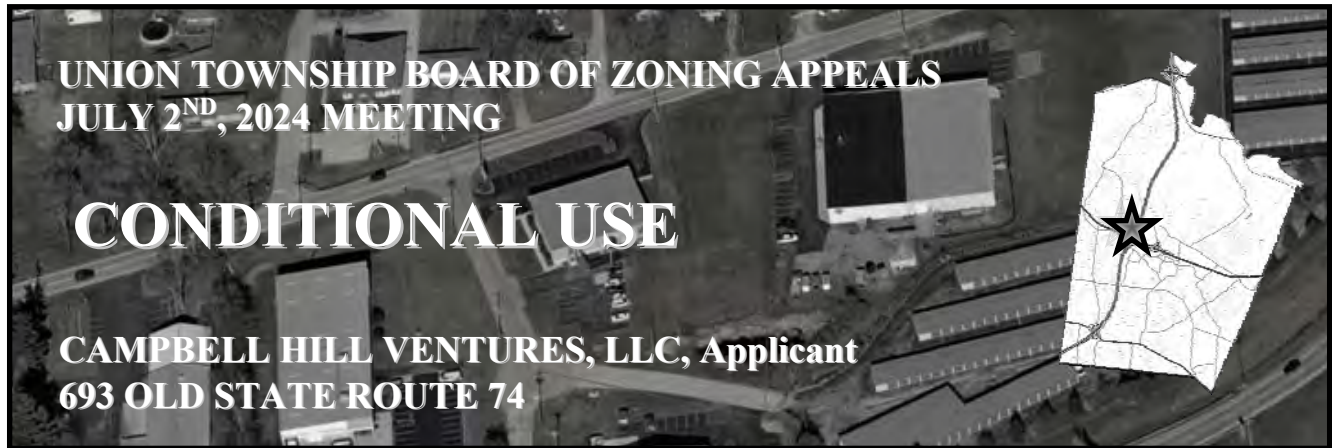 UNION TOWNSHIP BOARD OF ZONING APPEALS
JULY 2ND, 2024 MEETING
CONDITIONAL USE
CAMPBELL HILL VENTURES, LLC, Applicant
693 OLD STATE ROUTE 74